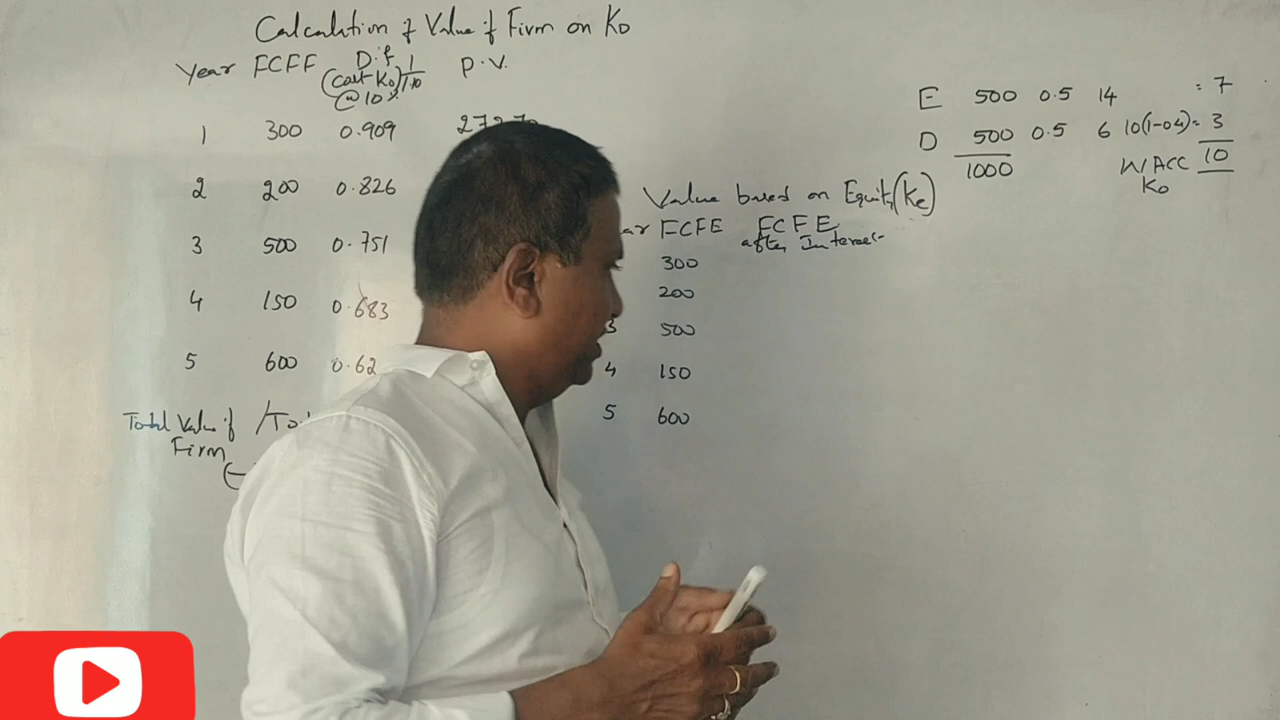 Calculation of Value of Firm on Ko
Year FCFF D.f 1/1.10 P.V.
(Cost Ko)
@ 10%
1 300 0.909
2 200 0.826
3 500 0.751
4 150 0.683
5 600 0.62
Total Value of
Firm
E 500 0.5 14 = 7
D 500 0.5 6 10(1-04)= 3
1000 WACC 10
Ko
Value based on Equity (Ke)
ar FCFE FCFE
after Interest
300
200
3 500
4 150
5 600